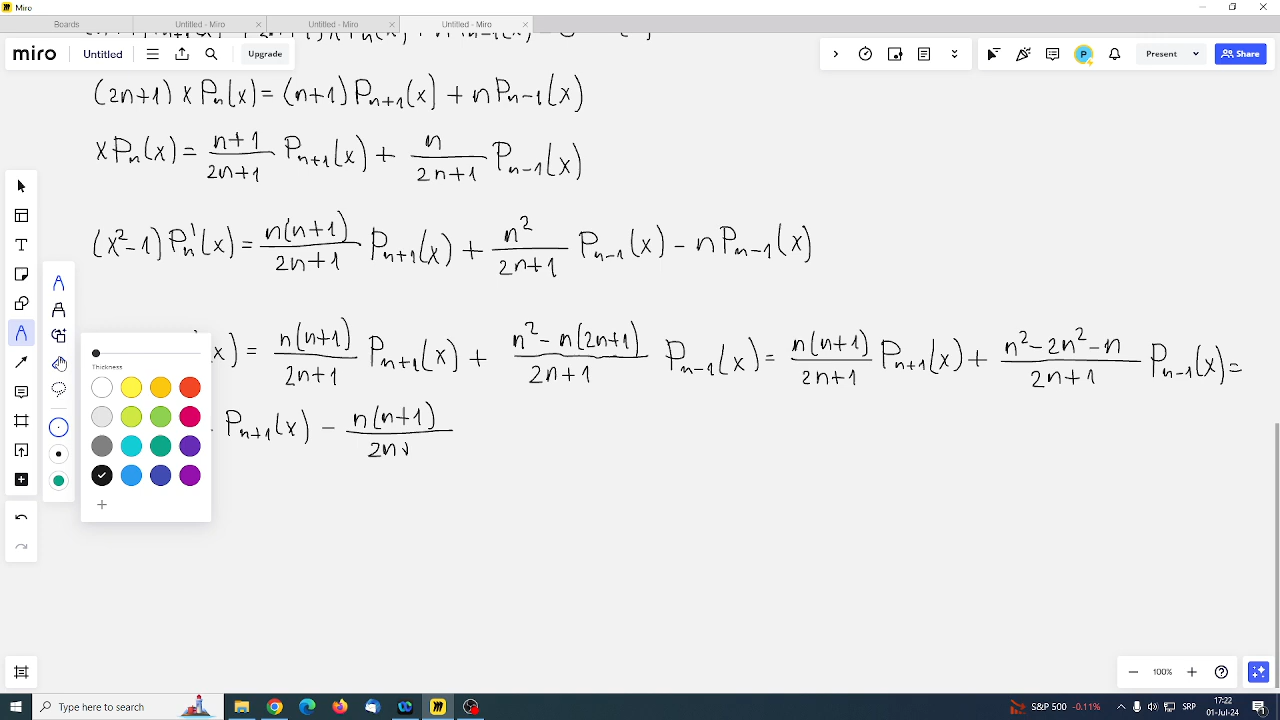 Miro
Boards
Untitled - Miro
Untitled - Miro
Untitled - Miro
miro Untitled Upgrade Present Share
(2n+1) x Pₙ(x) = (n+1) Pₙ₊₁(x) + n Pₙ₋₁(x)
x Pₙ(x) = (n+1)/(2n+1) Pₙ₊₁(x) + n/(2n+1) Pₙ₋₁(x)
(x²-1) Pₙ'(x) = n(n+1)/(2n+1) Pₙ₊₁(x) + n²/(2n+1) Pₙ₋₁(x) - n Pₙ₋₁(x)
x) = n(n+1)/(2n+1) Pₙ₊₁(x) + (n²-n(2n+1))/(2n+1) Pₙ₋₁(x) = n(n+1)/(2n+1) Pₙ₊₁(x) + (n²-2n²-n)/(2n+1) Pₙ₋₁(x) =
Thickness
Pₙ₊₁(x) - n(n+1)/2n
100%
Type here to search
S&P 500 -0.11%
SRP
17:22
01-Jul-24